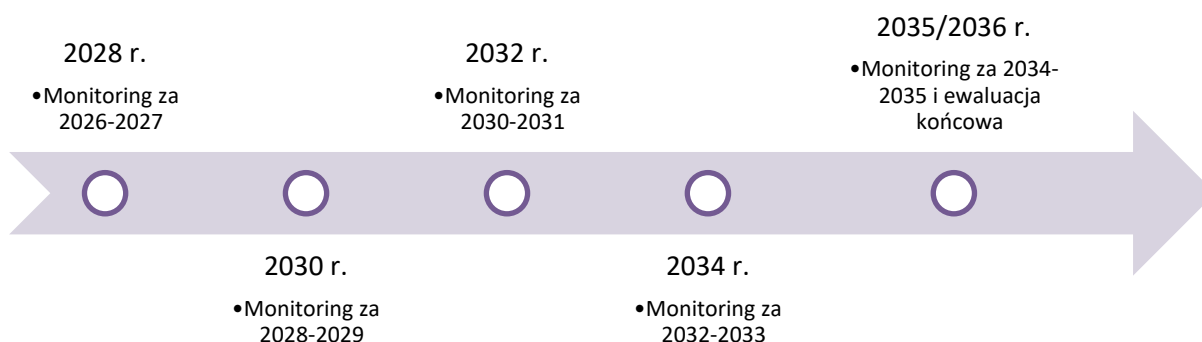 2028 r.
•Monitoring za
2026-2027
2030 r.
•Monitoring za
2028-2029
2032 r.
•Monitoring za
2030-2031
2034 r.
•Monitoring za
2032-2033
2035/2036 r.
•Monitoring za 2034-
2035 i ewaluacja
końcowa